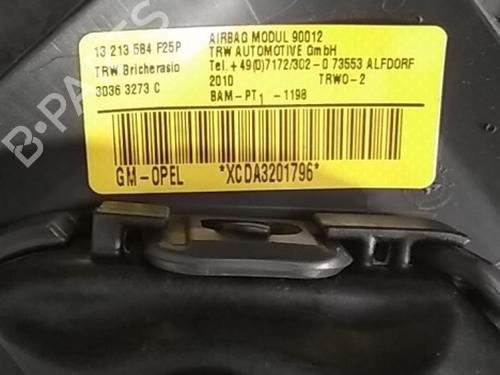 13 213 584 F25P
TRW Bricherasio
3036 3273 C
AIRBAG MODUL 90012
TRW AUTOMOTIVE GmbH
Tel.+49(0)7172/302-0 73553 ALFDORF
2010 TRWO-2
BAM-PT1-1198
GM-OPEL *XCDA3201796*
B-PARTS